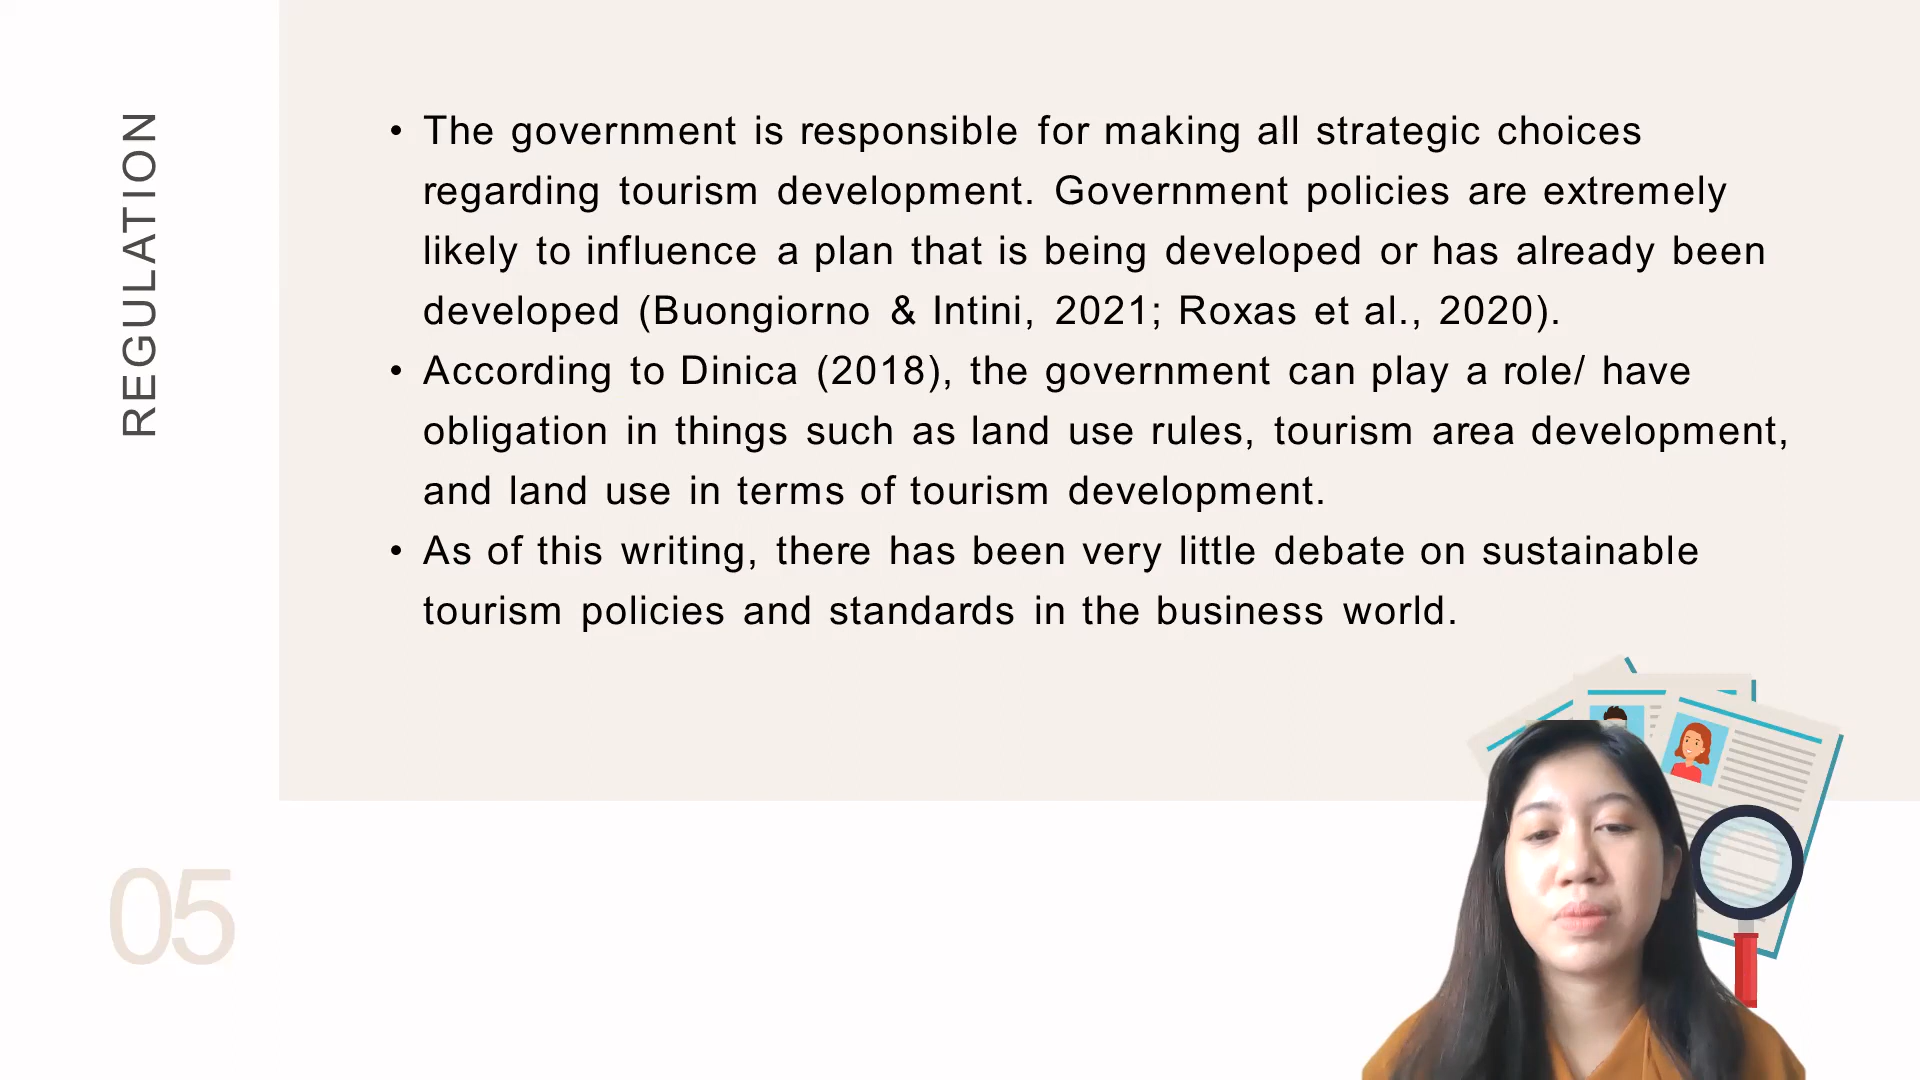 REGULATION
• The government is responsible for making all strategic choices
regarding tourism development. Government policies are extremely
likely to influence a plan that is being developed or has already been
developed (Buongiorno & Intini, 2021; Roxas et al., 2020).
• According to Dinica (2018), the government can play a role/ have
obligation in things such as land use rules, tourism area development,
and land use in terms of tourism development.
• As of this writing, there has been very little debate on sustainable
tourism policies and standards in the business world.
05